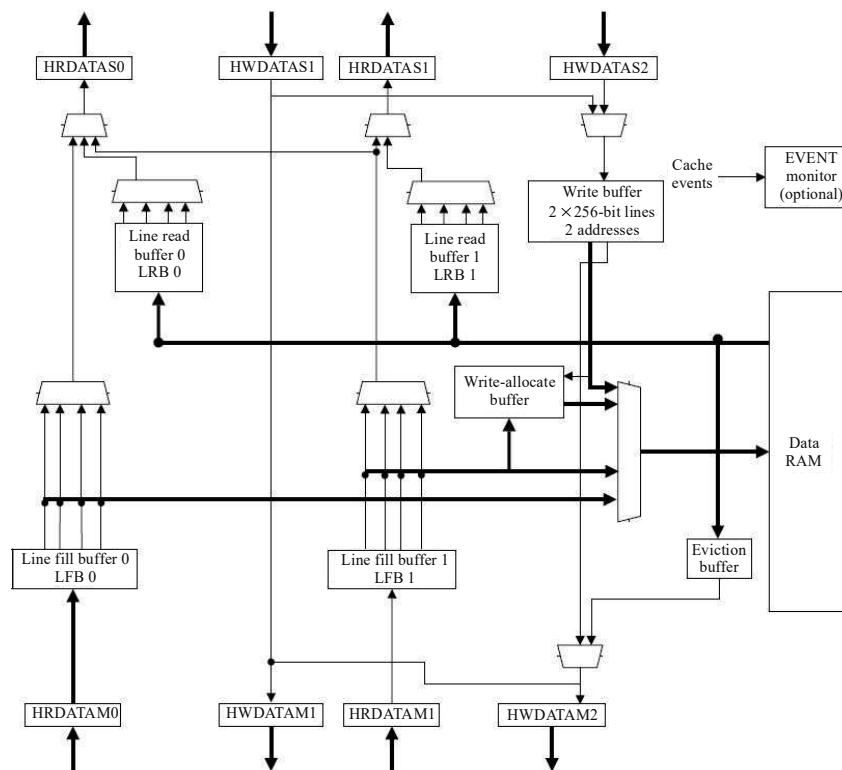 HRDATAS0
HWDATAS1
HRDATAS1
HWDATAS2
Cache
events
EVENT
monitor
(optional)
Write buffer
2 ×256-bit lines
2 addresses
Line read
buffer 0
LRB 0
Line read
buffer 1
LRB 1
Write-allocate
buffer
Data
RAM
Line fill buffer 0
LFB 0
Line fill buffer 1
LFB 1
Eviction
buffer
HRDATAM0
HWDATAM1
HRDATAM1
HWDATAM2